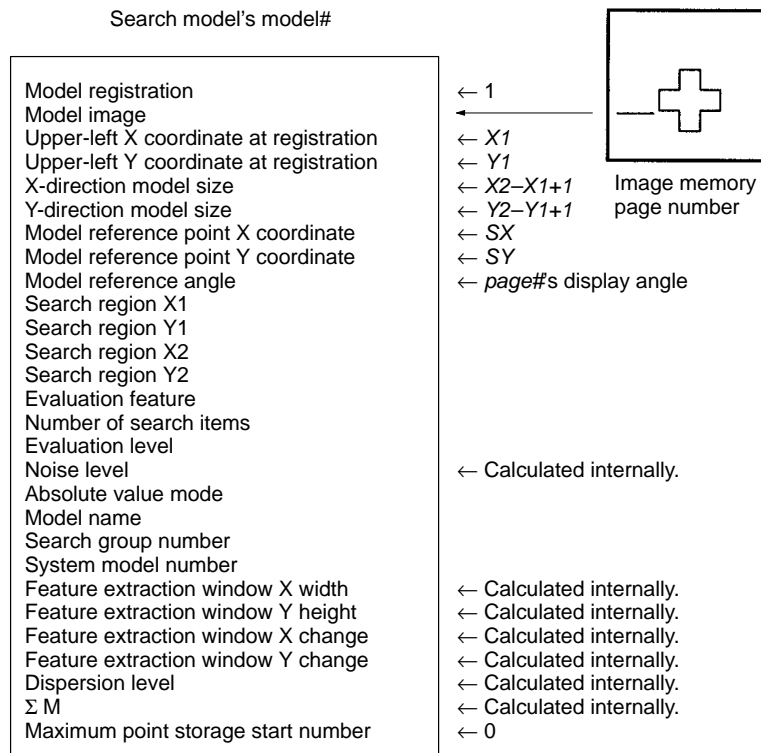 Search model's model#
Model registration ← 1
Model image
Upper-left X coordinate at registration ← X1
Upper-left Y coordinate at registration ← Y1
X-direction model size ← X2–X1+1
Y-direction model size ← Y2–Y1+1
Model reference point X coordinate ← SX
Model reference point Y coordinate ← SY
Model reference angle ← page#'s display angle
Search region X1
Search region Y1
Search region X2
Search region Y2
Evaluation feature
Number of search items
Evaluation level
Noise level ← Calculated internally.
Absolute value mode
Model name
Search group number
System model number
Feature extraction window X width ← Calculated internally.
Feature extraction window Y height ← Calculated internally.
Feature extraction window X change ← Calculated internally.
Feature extraction window Y change ← Calculated internally.
Dispersion level ← Calculated internally.
Σ M ← Calculated internally.
Maximum point storage start number ← 0
Image memory
page number